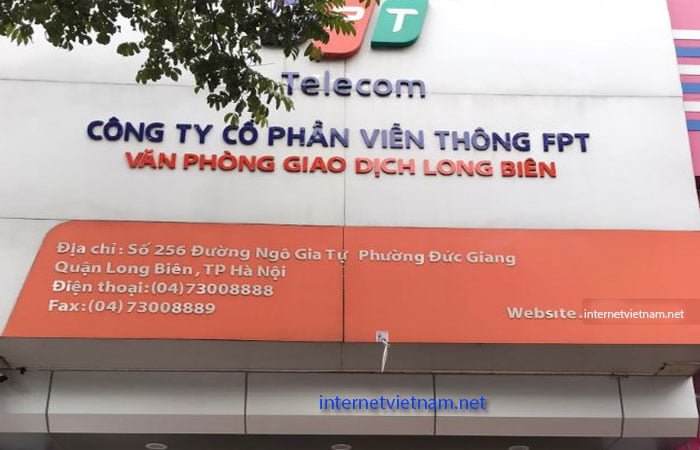 FPT
Telecom
CÔNG TY CỔ PHẦN VIỄN THÔNG FPT
VĂN PHÒNG GIAO DỊCH LONG BIÊN
Địa chỉ : Số 256 Đường Ngô Gia Tự Phường Đức Giang
Quận Long Biên , TP Hà Nội
Điện thoại:(04)73008888
Fax:(04)73008889
Website. internetvietnam.net
internetvietnam.net